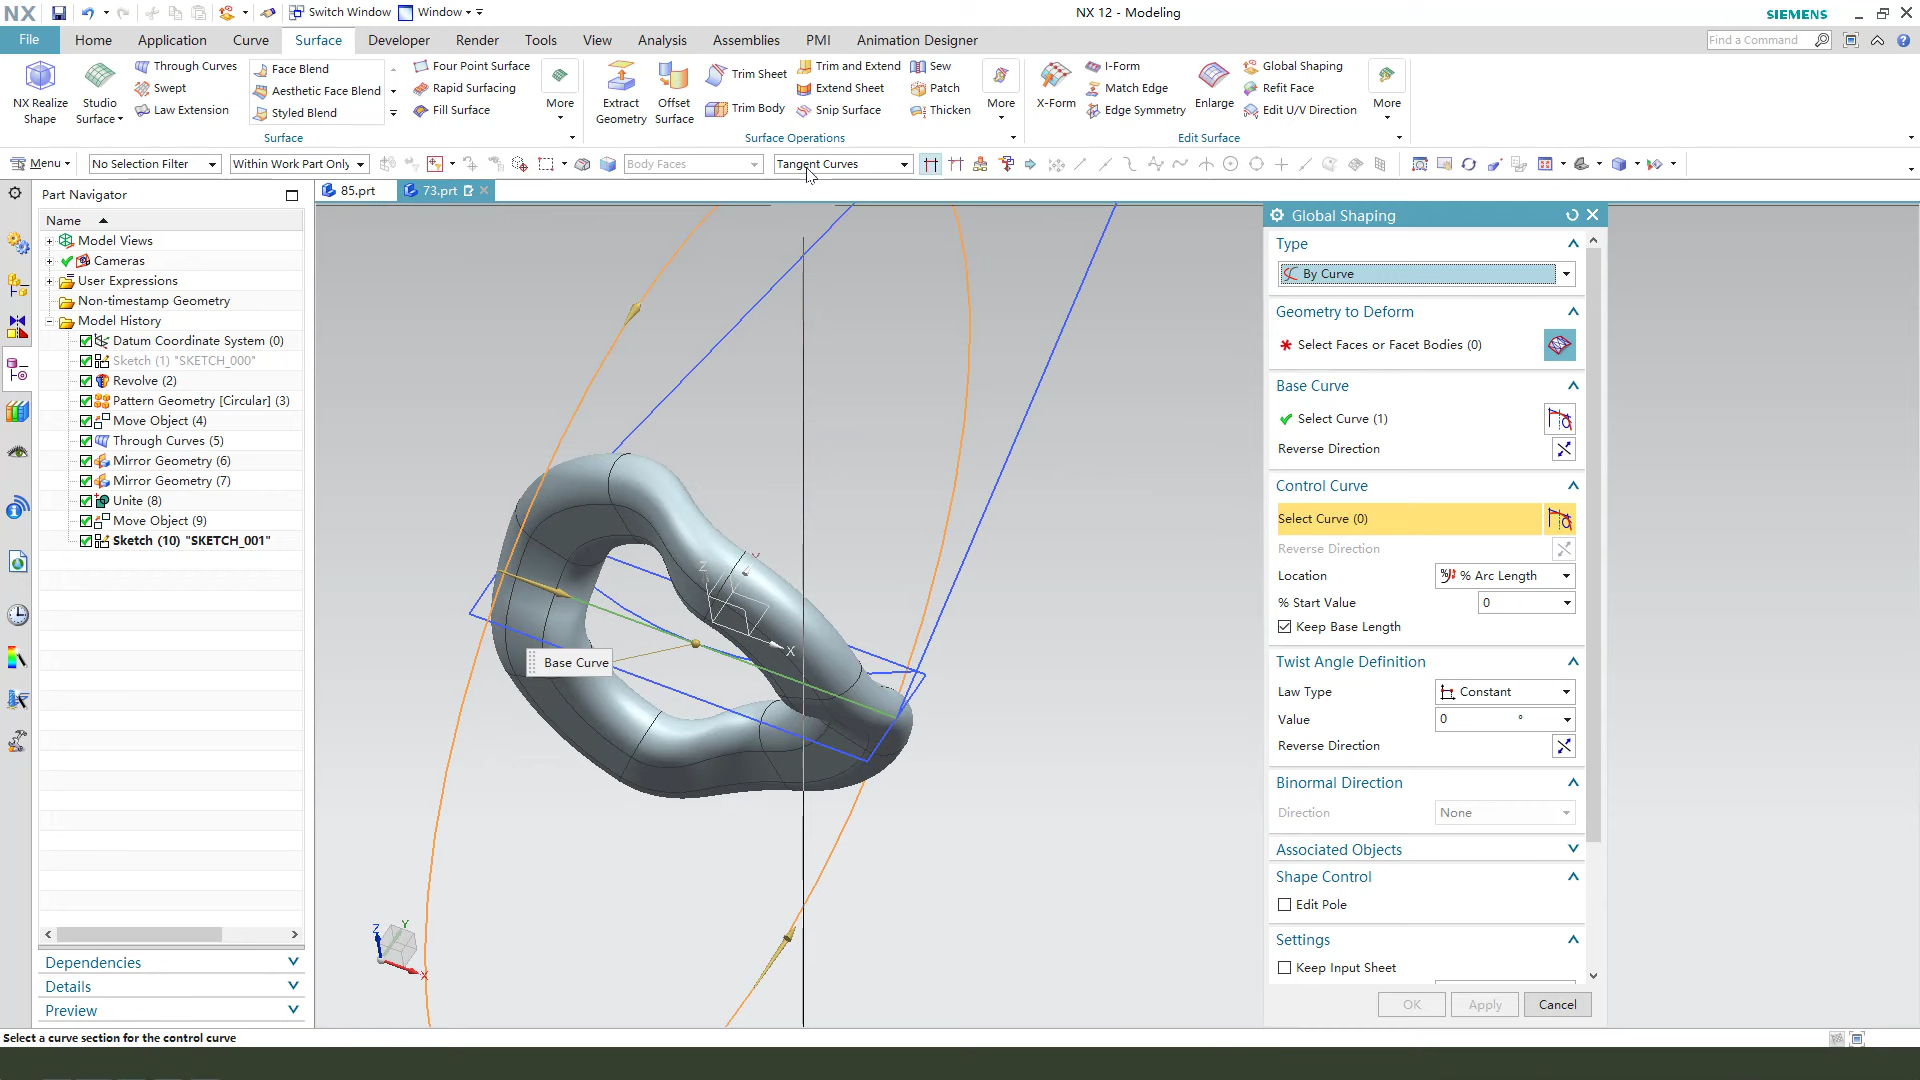 NX
Switch Window
Window
NX 12 - Modeling
SIEMENS
File
Home
Application
Curve
Surface
Developer
Render
Tools
View
Analysis
Assemblies
PMI
Animation Designer
Find a Command
NX Realize Shape
Studio Surface
Through Curves
Swept
Law Extension
Face Blend
Aesthetic Face Blend
Styled Blend
Four Point Surface
Rapid Surfacing
Fill Surface
More
Surface
Extract Geometry
Offset Surface
Trim Sheet
Trim Body
Trim and Extend
Extend Sheet
Snip Surface
Sew
Patch
Thicken
More
Surface Operations
X-Form
I-Form
Match Edge
Edge Symmetry
Enlarge
Global Shaping
Refit Face
Edit U/V Direction
More
Edit Surface
Menu
No Selection Filter
Within Work Part Only
Body Faces
Tangent Curves
Part Navigator
85.prt
73.prt
Name
Model Views
Cameras
User Expressions
Non-timestamp Geometry
Model History
Datum Coordinate System (0)
Sketch (1) "SKETCH_000"
Revolve (2)
Pattern Geometry [Circular] (3)
Move Object (4)
Through Curves (5)
Mirror Geometry (6)
Mirror Geometry (7)
Unite (8)
Move Object (9)
Sketch (10) "SKETCH_001"
Dependencies
Details
Preview
Base Curve
Z
Y
X
Z
Y
X
Global Shaping
Type
By Curve
Geometry to Deform
* Select Faces or Facet Bodies (0)
Base Curve
Select Curve (1)
Reverse Direction
Control Curve
Select Curve (0)
Reverse Direction
Location
% Arc Length
% Start Value
0
Keep Base Length
Twist Angle Definition
Law Type
Constant
Value
0 °
Reverse Direction
Binormal Direction
Direction
None
Associated Objects
Shape Control
Edit Pole
Settings
Keep Input Sheet
OK
Apply
Cancel
Select a curve section for the control curve